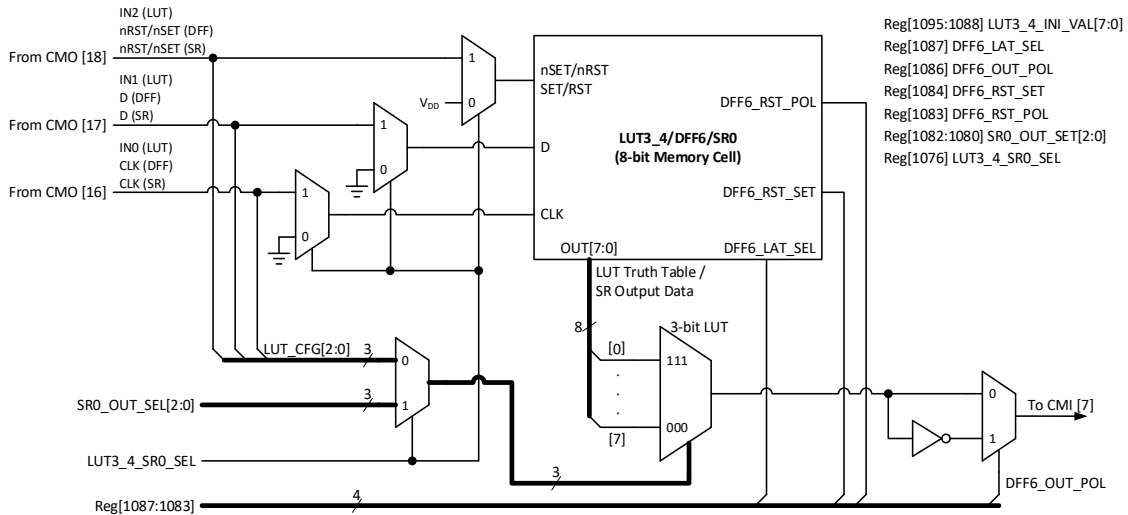 IN2 (LUT)
nRST/nSET (DFF)
nRST/nSET (SR)
From CMO [18]
IN1 (LUT)
D (DFF)
D (SR)
From CMO [17]
IN0 (LUT)
CLK (DFF)
CLK (SR)
From CMO [16]
1
0
VDD
1
0
1
0
nSET/nRST
SET/RST
D
CLK
LUT3_4/DFF6/SR0
(8-bit Memory Cell)
DFF6_RST_POL
DFF6_RST_SET
DFF6_LAT_SEL
OUT[7:0]
LUT Truth Table /
SR Output Data
Reg[1095:1088] LUT3_4_INI_VAL[7:0]
Reg[1087] DFF6_LAT_SEL
Reg[1086] DFF6_OUT_POL
Reg[1084] DFF6_RST_SET
Reg[1083] DFF6_RST_POL
Reg[1082:1080] SR0_OUT_SET[2:0]
Reg[1076] LUT3_4_SR0_SEL
8
3-bit LUT
[0]
111
.
.
.
.
.
.
[7]
000
LUT_CFG[2:0]
3
0
SR0_OUT_SEL[2:0]
3
1
LUT3_4_SR0_SEL
3
Reg[1087:1083]
4
0
1
To CMI [7]
DFF6_OUT_POL